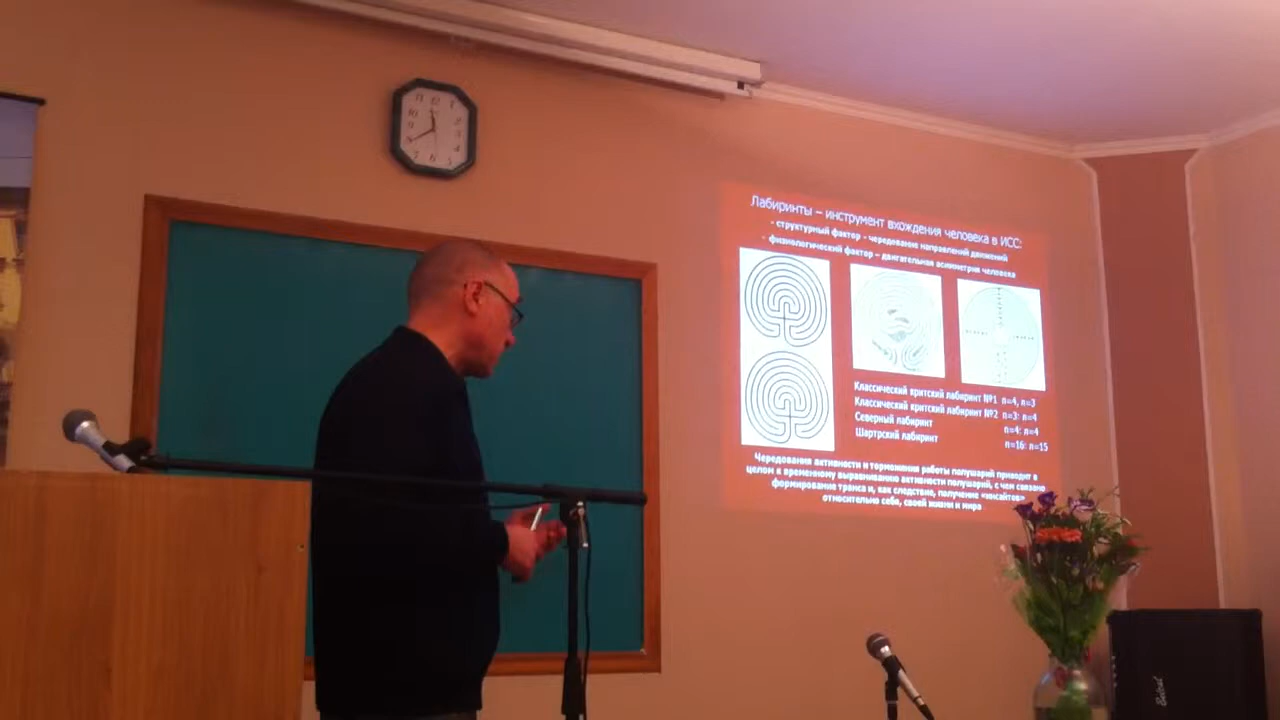 Лабиринты – инструмент вхождения человека в ИСС:
- структурный фактор - чередование направлений движений
- физиологический фактор – двигательная асимметрия человека
Классический критский лабиринт №1 n=4, n=3
Классический критский лабиринт №2 n=3: n=4
Северный лабиринт n=4: n=4
Шартрский лабиринт n=16: n=15
Чередования активности и торможения работы полушарий приводит в
целом к временному выравниванию активности полушарий, с чем связано
формирование транса и, как следствие, получение «инсайтов»
относительно себя, своей жизни и мира